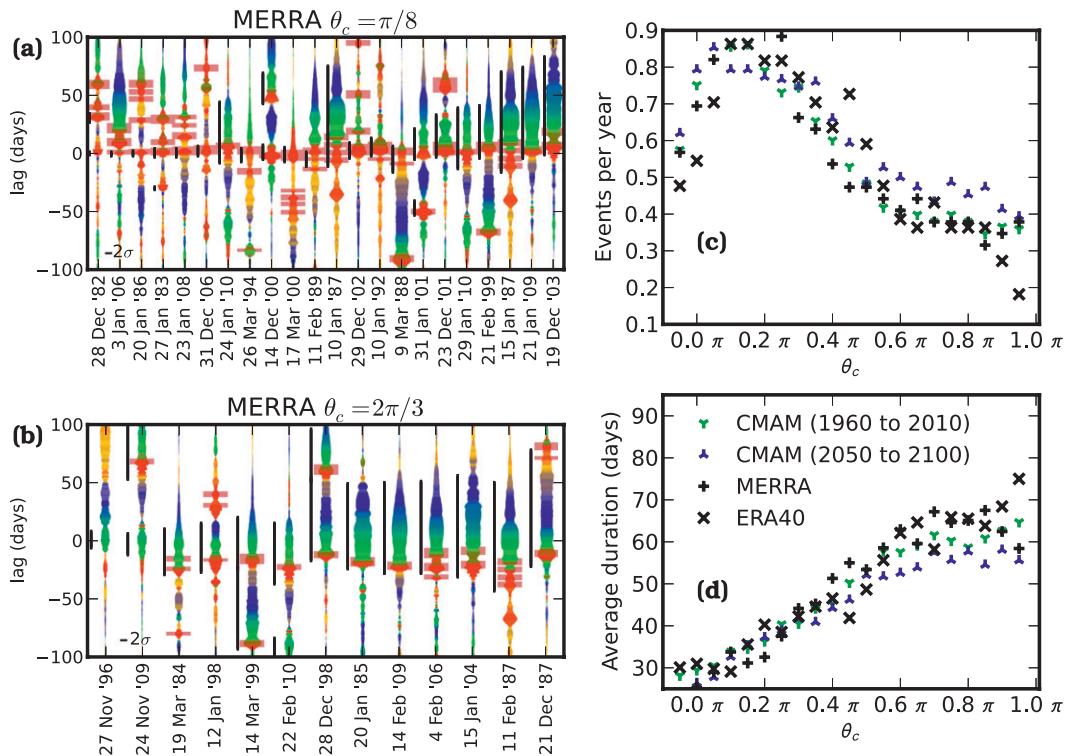 MERRA θc = π/8
(a)
lag (days)
100
50
0
−50
−100
2σ
28 Dec '82
3 Jan '06
20 Jan '86
27 Jan '83
23 Jan '08
31 Dec '06
24 Jan '10
26 Mar '94
14 Dec '00
17 Mar '00
11 Feb '89
10 Jan '87
29 Dec '02
10 Jan '92
9 Mar '88
31 Jan '01
23 Dec '01
29 Jan '10
21 Feb '99
15 Jan '87
21 Jan '09
19 Dec '03
MERRA θc = 2π/3
(b)
lag (days)
100
50
0
−50
−100
2σ
27 Nov '96
24 Nov '09
19 Mar '84
12 Jan '98
14 Mar '99
22 Feb '10
28 Dec '98
20 Jan '85
14 Feb '09
4 Feb '06
15 Jan '04
11 Feb '87
21 Dec '87
Events per year
0.9
0.8
0.7
0.6
0.5
0.4
0.3
0.2
0.1
(c)
0.0 π 0.2 π 0.4 π 0.6 π 0.8 π 1.0 π
θc
Average duration (days)
90
80
70
60
50
40
30
CMAM (1960 to 2010)
CMAM (2050 to 2100)
MERRA
ERA40
(d)
0.0 π 0.2 π 0.4 π 0.6 π 0.8 π 1.0 π
θc